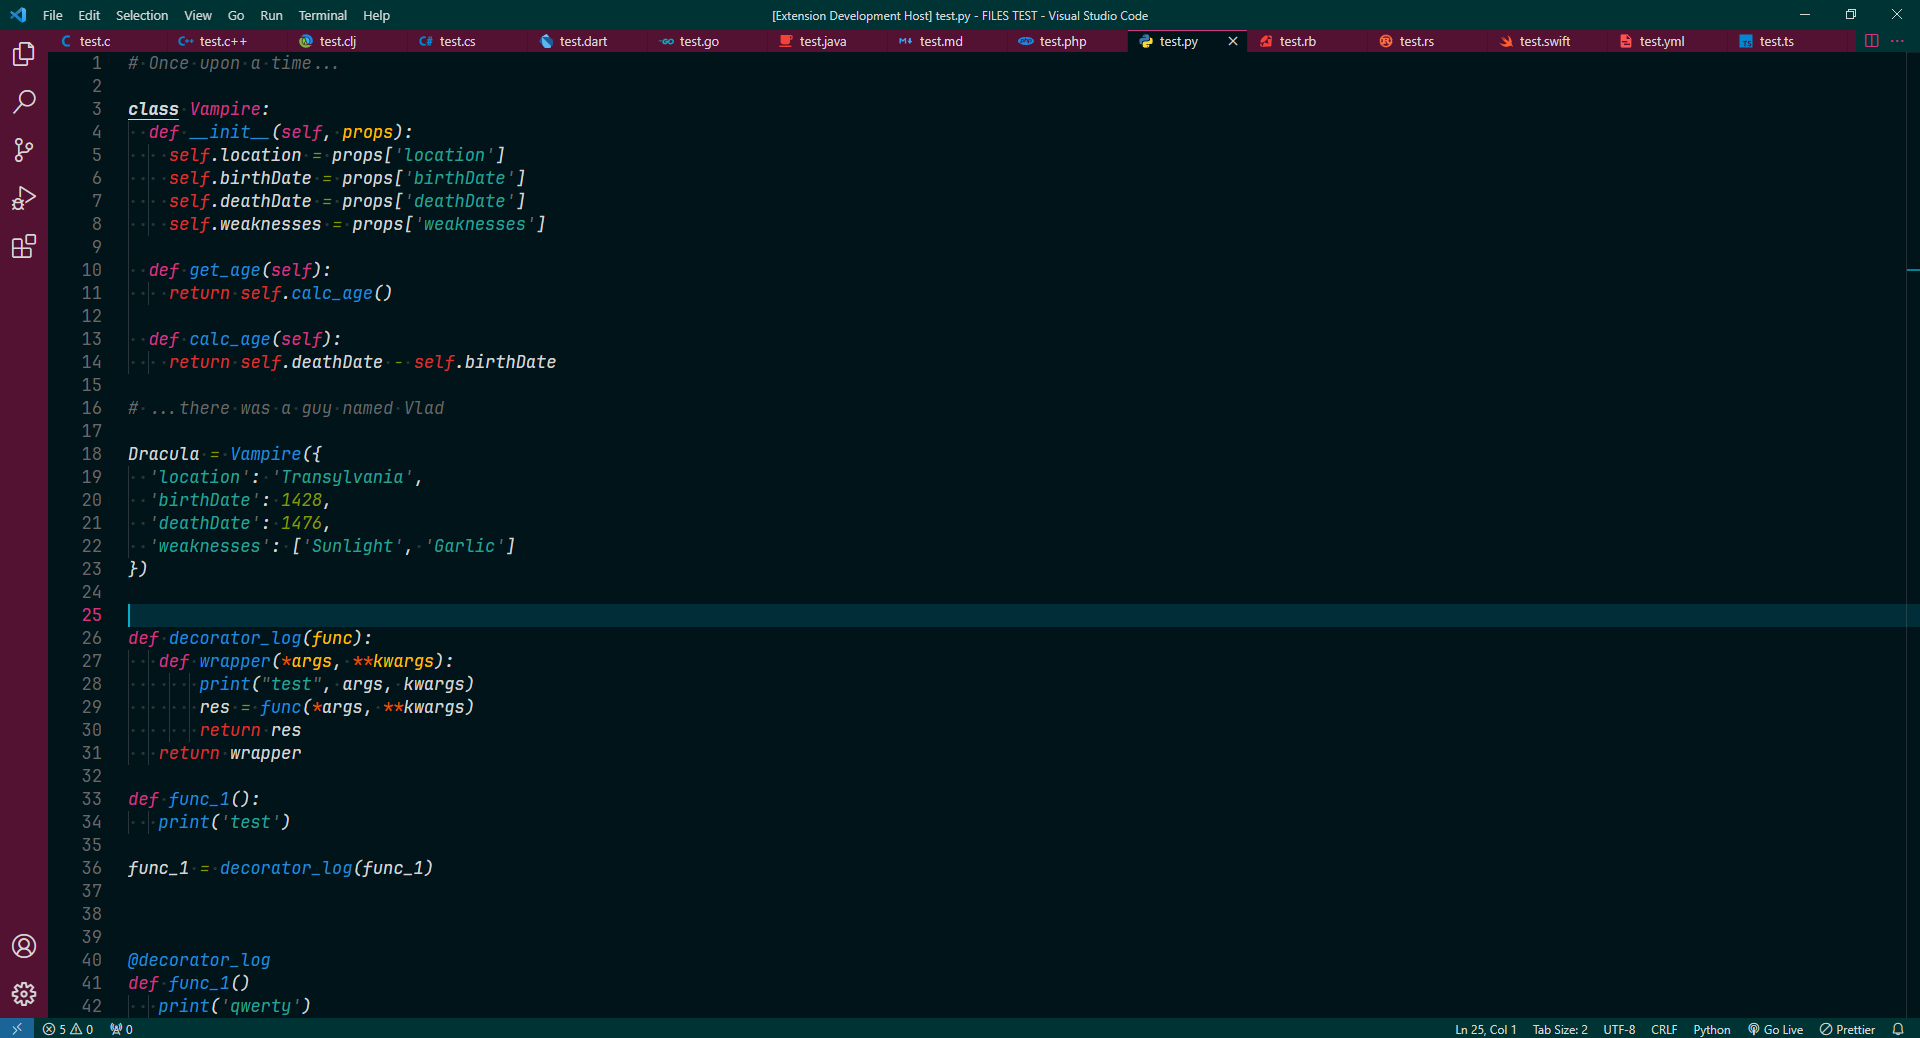 File Edit Selection View Go Run Terminal Help [Extension Development Host] test.py - FILES TEST - Visual Studio Code
test.c test.c++ test.clj test.cs test.dart test.go test.java test.md test.php test.py test.rb test.rs test.swift test.yml test.ts
1 # Once upon a time...
2
3 class Vampire:
4 def __init__(self, props):
5 self.location = props['location']
6 self.birthDate = props['birthDate']
7 self.deathDate = props['deathDate']
8 self.weaknesses = props['weaknesses']
9
10 def get_age(self):
11 return self.calc_age()
12
13 def calc_age(self):
14 return self.deathDate - self.birthDate
15
16 # ...there was a guy named Vlad
17
18 Dracula = Vampire({
19 'location': 'Transylvania',
20 'birthDate': 1428,
21 'deathDate': 1476,
22 'weaknesses': ['Sunlight', 'Garlic']
23 })
24
25
26 def decorator_log(func):
27 def wrapper(*args, **kwargs):
28 print("test", args, kwargs)
29 res = func(*args, **kwargs)
30 return res
31 return wrapper
32
33 def func_1():
34 print('test')
35
36 func_1 = decorator_log(func_1)
37
38
39
40 @decorator_log
41 def func_1()
42 print('qwerty')
5 0 0 Ln 25, Col 1 Tab Size: 2 UTF-8 CRLF Python Go Live Prettier